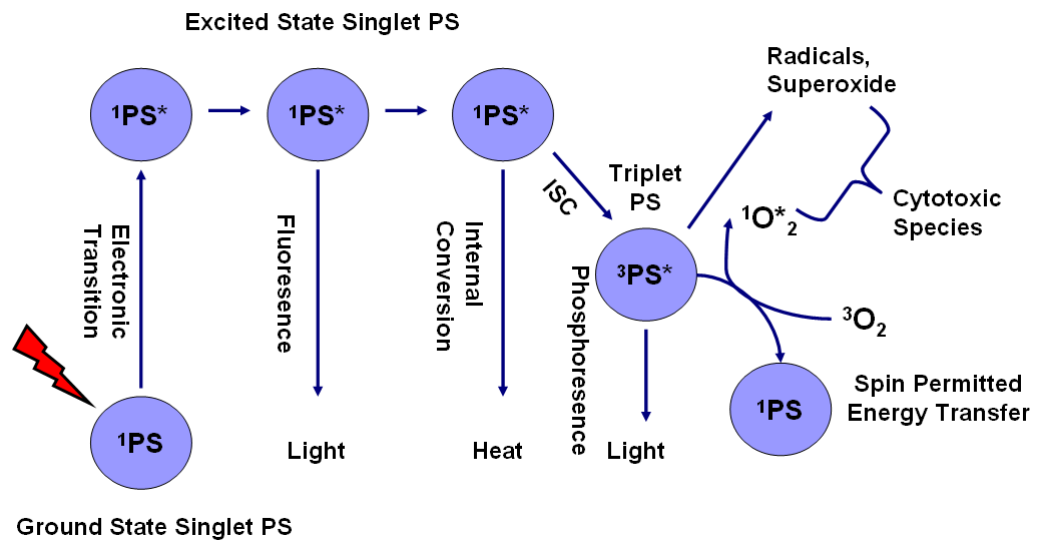 Excited State Singlet PS
¹PS*
¹PS*
¹PS*
Electronic
Transition
Fluoresence
Internal
Conversion
ISC
Triplet
PS
³PS*
Phosphoresence
Radicals,
Superoxide
¹O*₂
Cytotoxic
Species
³O₂
¹PS
Spin Permitted
Energy Transfer
¹PS
Light
Heat
Light
Ground State Singlet PS